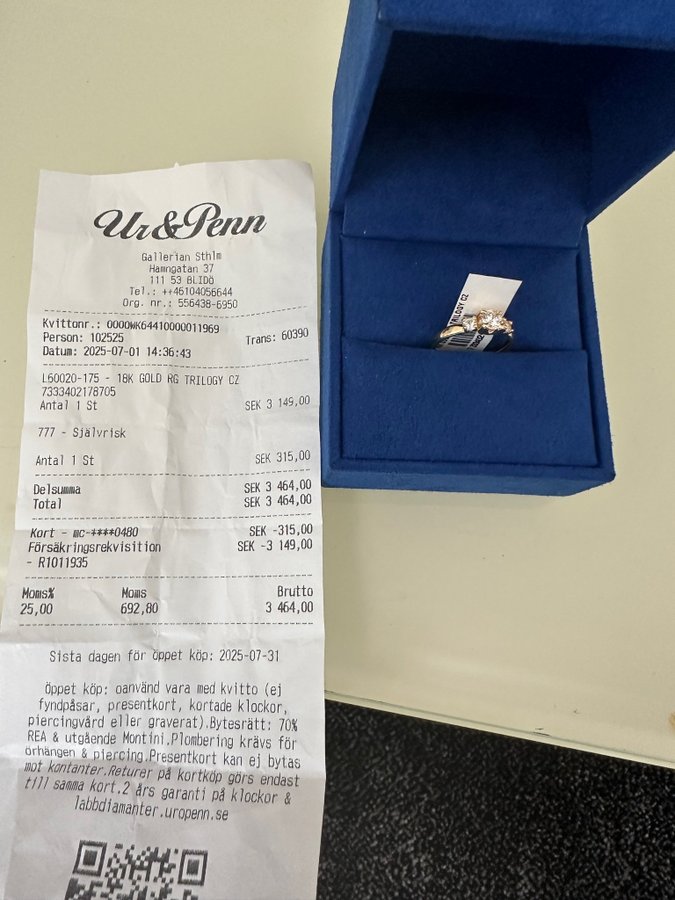 Ur&Penn
Gallerian Sthlm
Hamngatan 37
111 53 BLIDÖ
Tel.: ++46104056644
Org. nr.: 556438-6950
Kvittonr.: 0000WK64410000011969
Person: 102525 Trans: 60390
Datum: 2025-07-01 14:36:43
L60020-175 - 18K GOLD RG TRILOGY CZ
7333402178705
Antal 1 St SEK 3 149,00
777 - Självrisk
Antal 1 St SEK 315,00
Delsumma SEK 3 464,00
Total SEK 3 464,00
Kort - mc-****0480 SEK -315,00
Försäkringsrekvisition SEK -3 149,00
- R1011935
Moms% Moms Brutto
25,00 692,80 3 464,00
Sista dagen för öppet köp: 2025-07-31
öppet köp: oanvänd vara med kvitto (ej
fyndpåsar, presentkort, kortade klockor,
piercingvård eller graverat).Bytesrätt: 70%
REA & utgående Montini.Plombering krävs för
örhängen & piercing.Presentkort kan ej bytas
mot kontanter.Returer på kortköp görs endast
till samma kort.2 års garanti på klockor &
labbdiamanter.uropenn.se
TRILOGY CZ